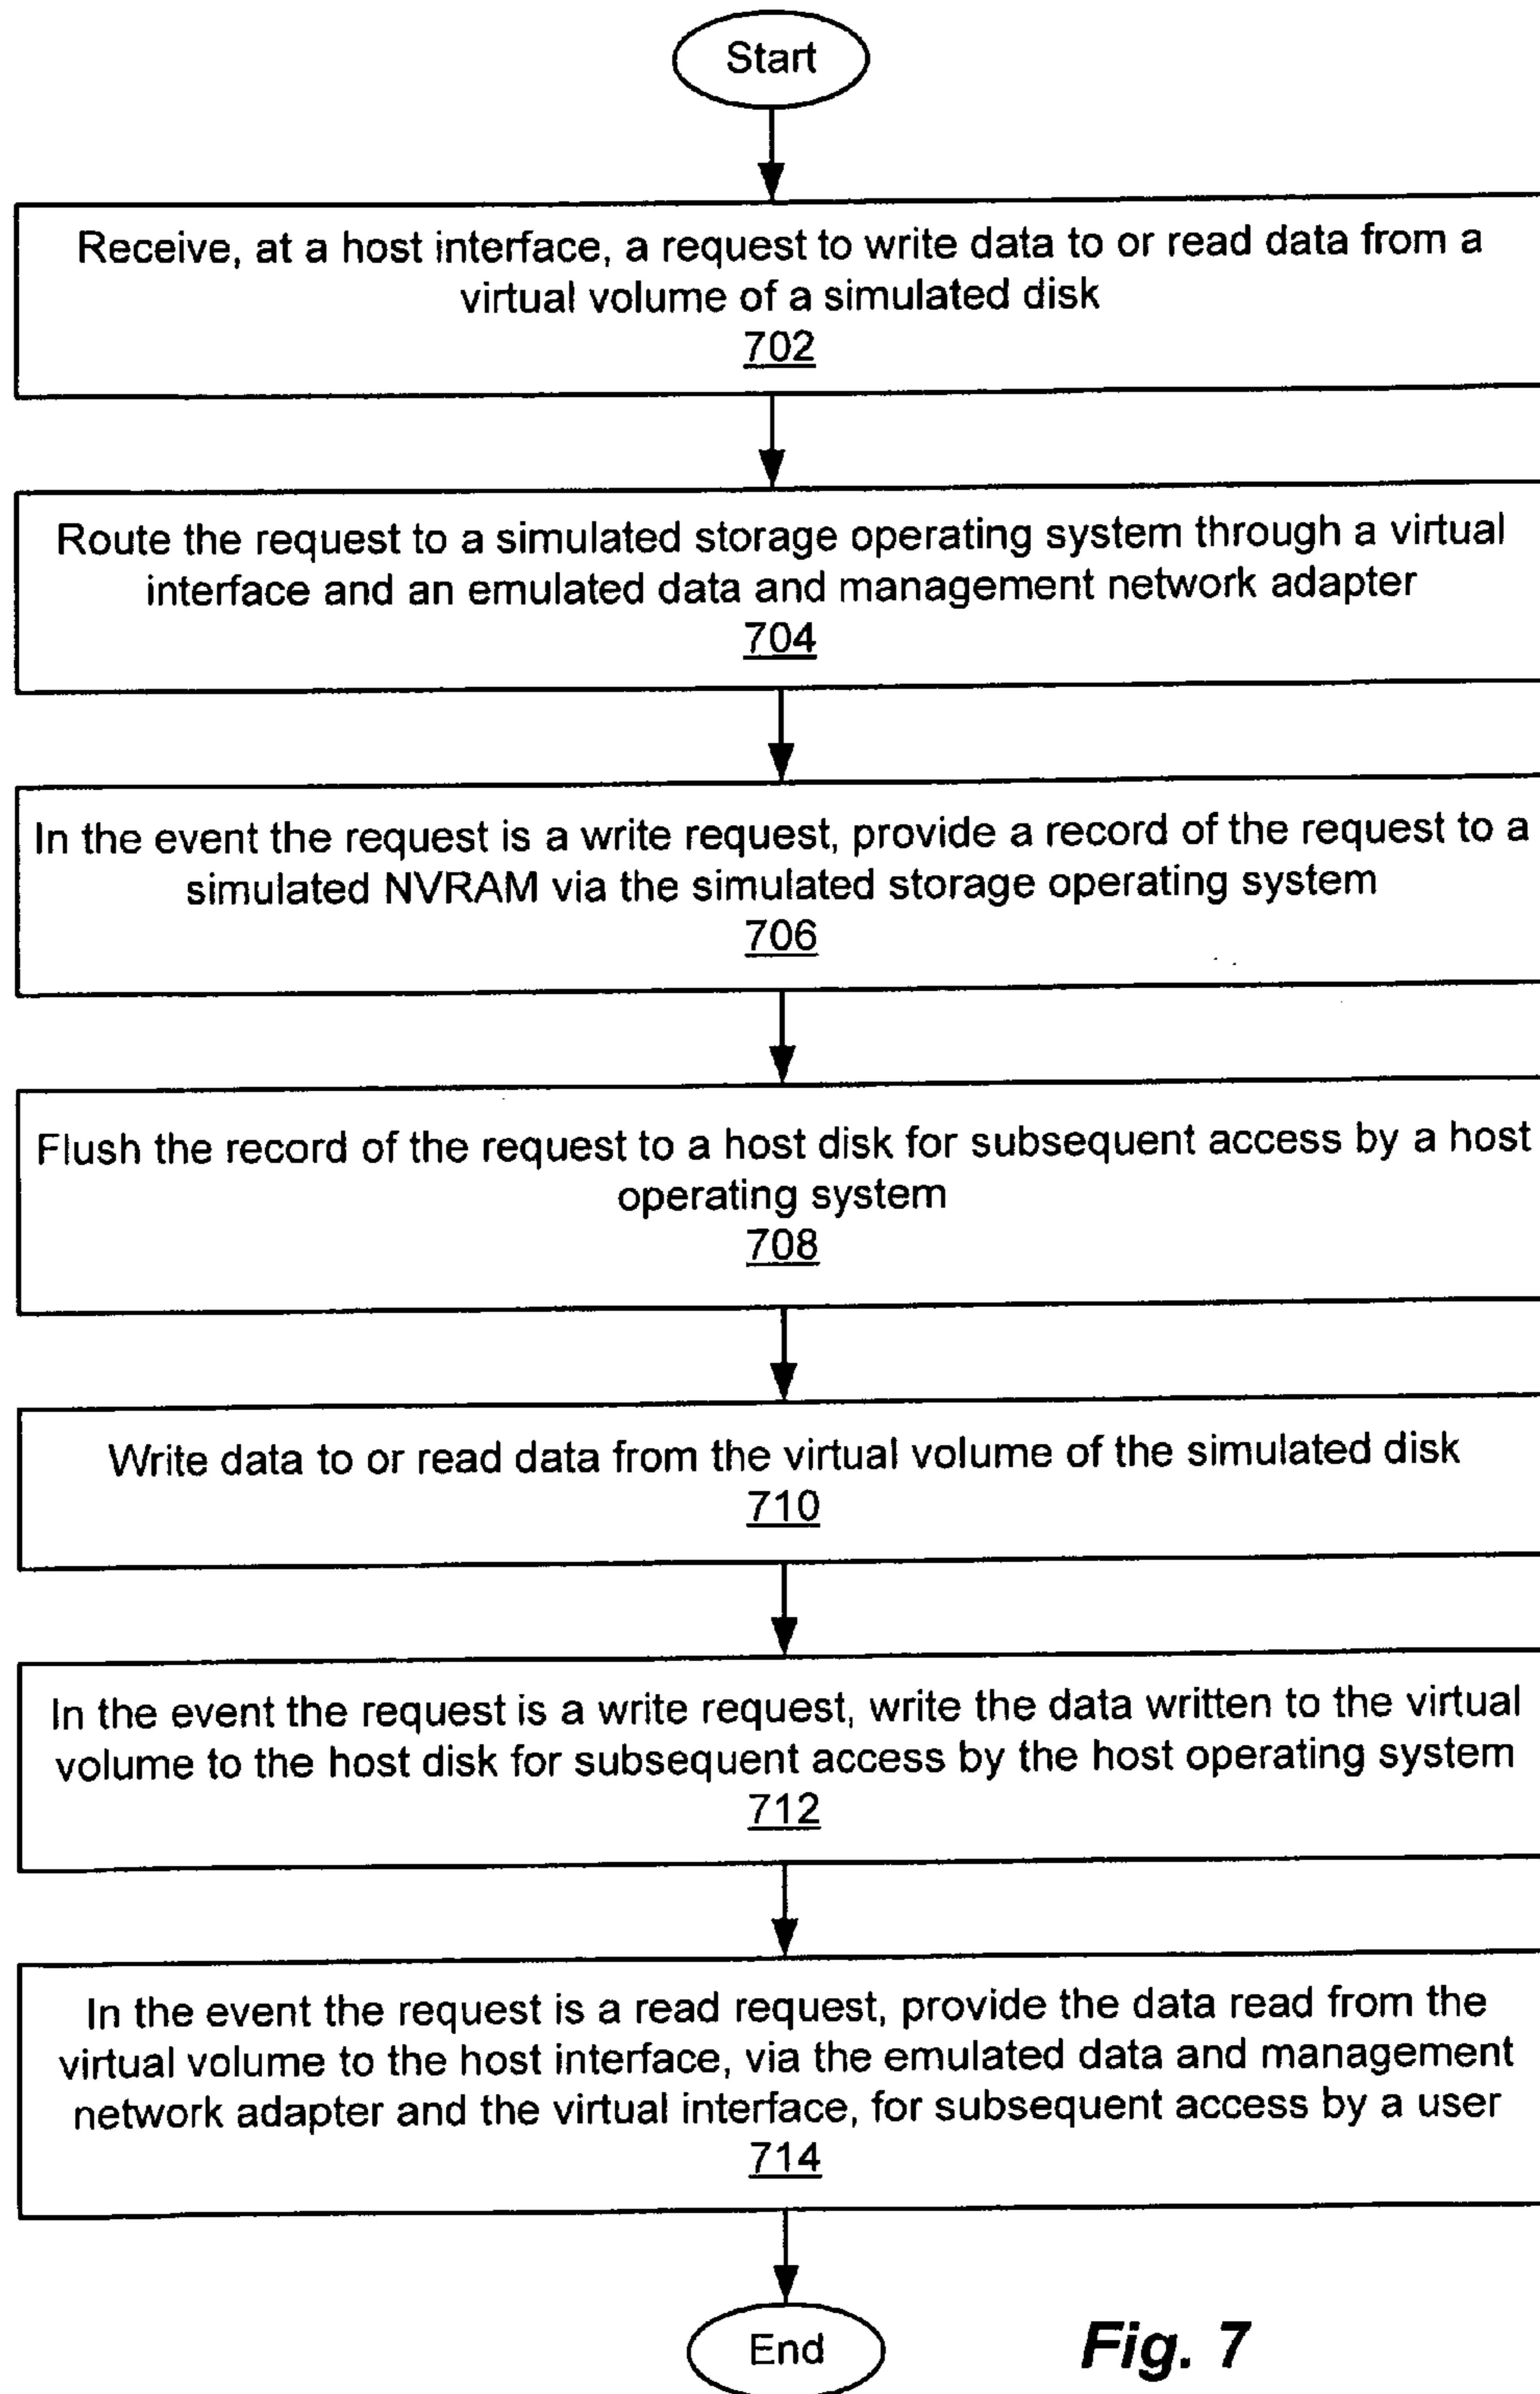 Start
Receive, at a host interface, a request to write data to or read data from a
virtual volume of a simulated disk
702
Route the request to a simulated storage operating system through a virtual
interface and an emulated data and management network adapter
704
In the event the request is a write request, provide a record of the request to a
simulated NVRAM via the simulated storage operating system
706
Flush the record of the request to a host disk for subsequent access by a host
operating system
708
Write data to or read data from the virtual volume of the simulated disk
710
In the event the request is a write request, write the data written to the virtual
volume to the host disk for subsequent access by the host operating system
712
In the event the request is a read request, provide the data read from the
virtual volume to the host interface, via the emulated data and management
network adapter and the virtual interface, for subsequent access by a user
714
End
Fig. 7